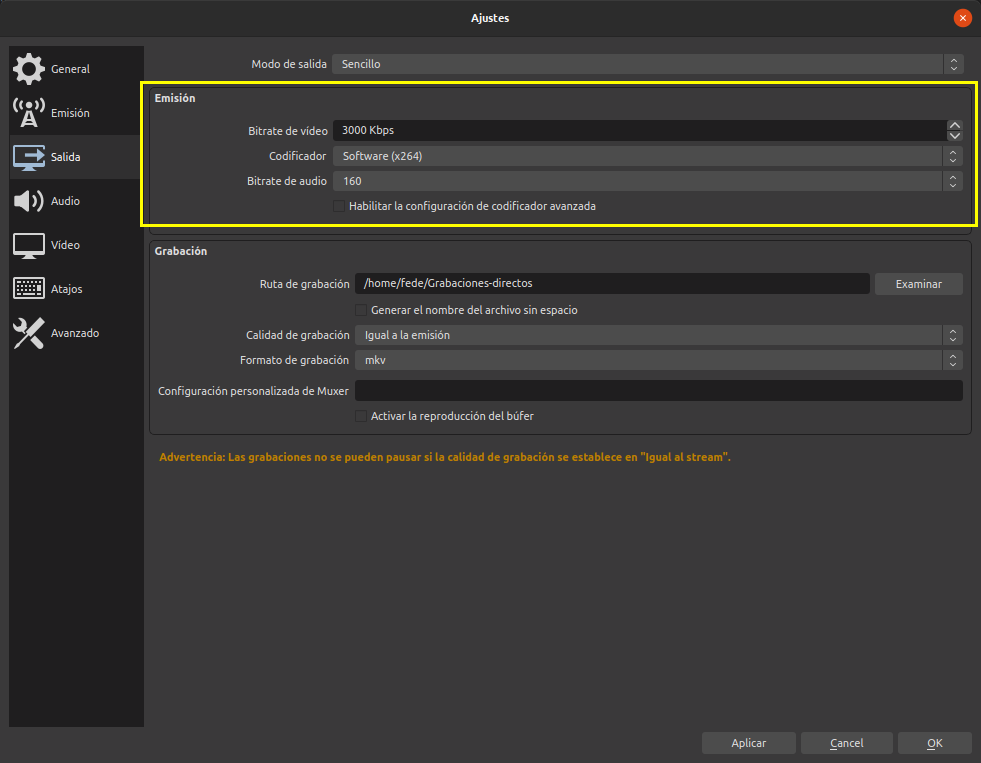 Ajustes
General
Emisión
Salida
Audio
Vídeo
Atajos
Avanzado
Modo de salida Sencillo
Emisión
Bitrate de vídeo 3000 Kbps
Codificador Software (x264)
Bitrate de audio 160
Habilitar la configuración de codificador avanzada
Grabación
Ruta de grabación /home/fede/Grabaciones-directos Examinar
Generar el nombre del archivo sin espacio
Calidad de grabación Igual a la emisión
Formato de grabación mkv
Configuración personalizada de Muxer
Activar la reproducción del búfer
Advertencia: Las grabaciones no se pueden pausar si la calidad de grabación se establece en "Igual al stream".
Aplicar Cancel OK